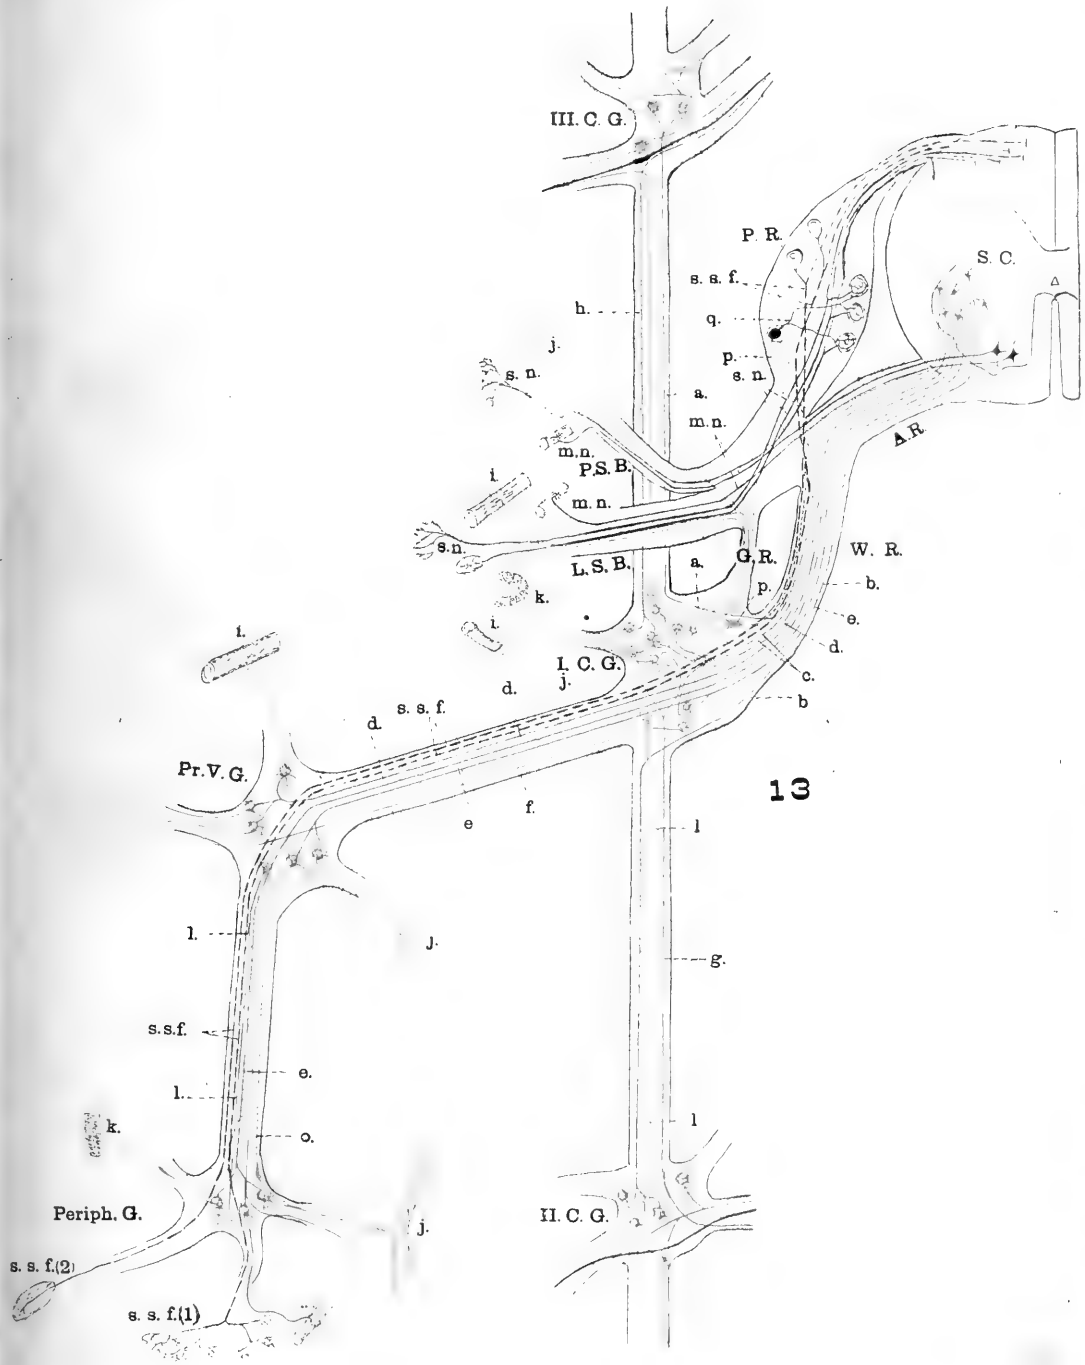 III. C. G.
P. R.
S. C.
s. s. f.
h.
q.
j.
p.
s. n.
s. n.
a.
m.n.
A.R.
m.n.
P.S.B.
i.
m. n.
s.n.
W. R.
G.R.
a.
L. S. B.
b.
p.
k.
e.
i.
i.
d.
I. C. G.
c.
j.
d.
b
s. s. f.
d.
Pr.V. G.
13
f.
e
l
l.
j.
g.
s.s.f.
e.
l.
l
k.
o.
Periph. G.
II. C. G.
j.
s. s. f.(2)
s. s. f.(1)